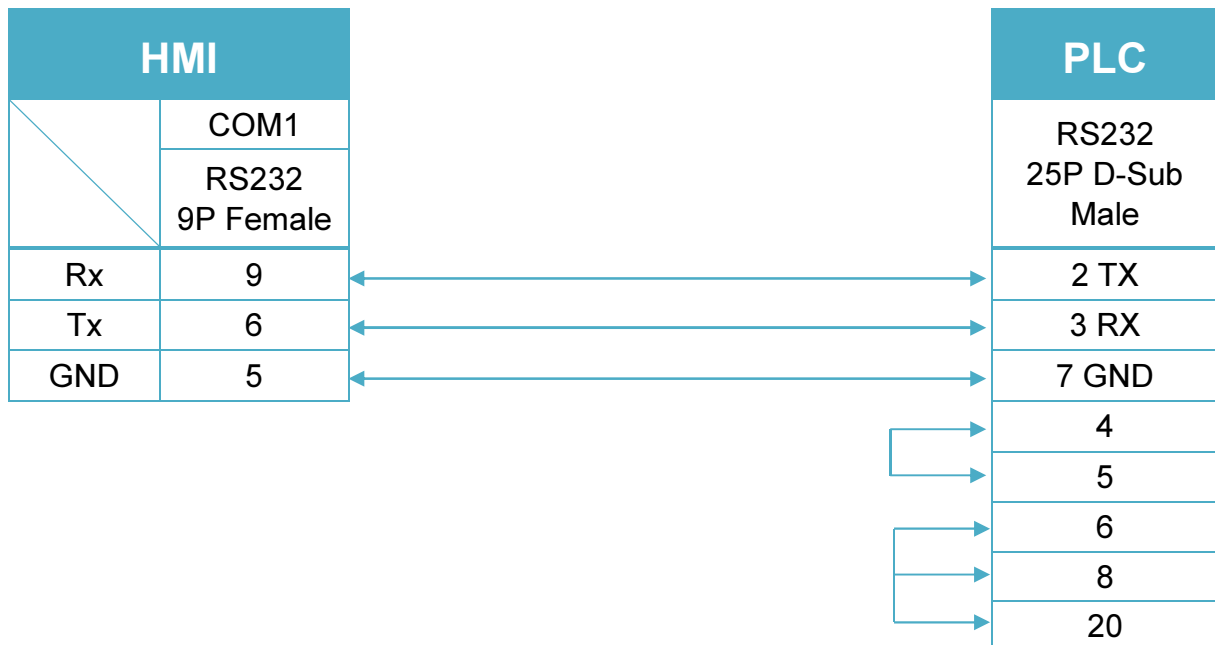 HMI
PLC
COM1
RS232
9P Female
RS232
25P D-Sub
Male
Rx 9 2 TX
Tx 6 3 RX
GND 5 7 GND
4
5
6
8
20